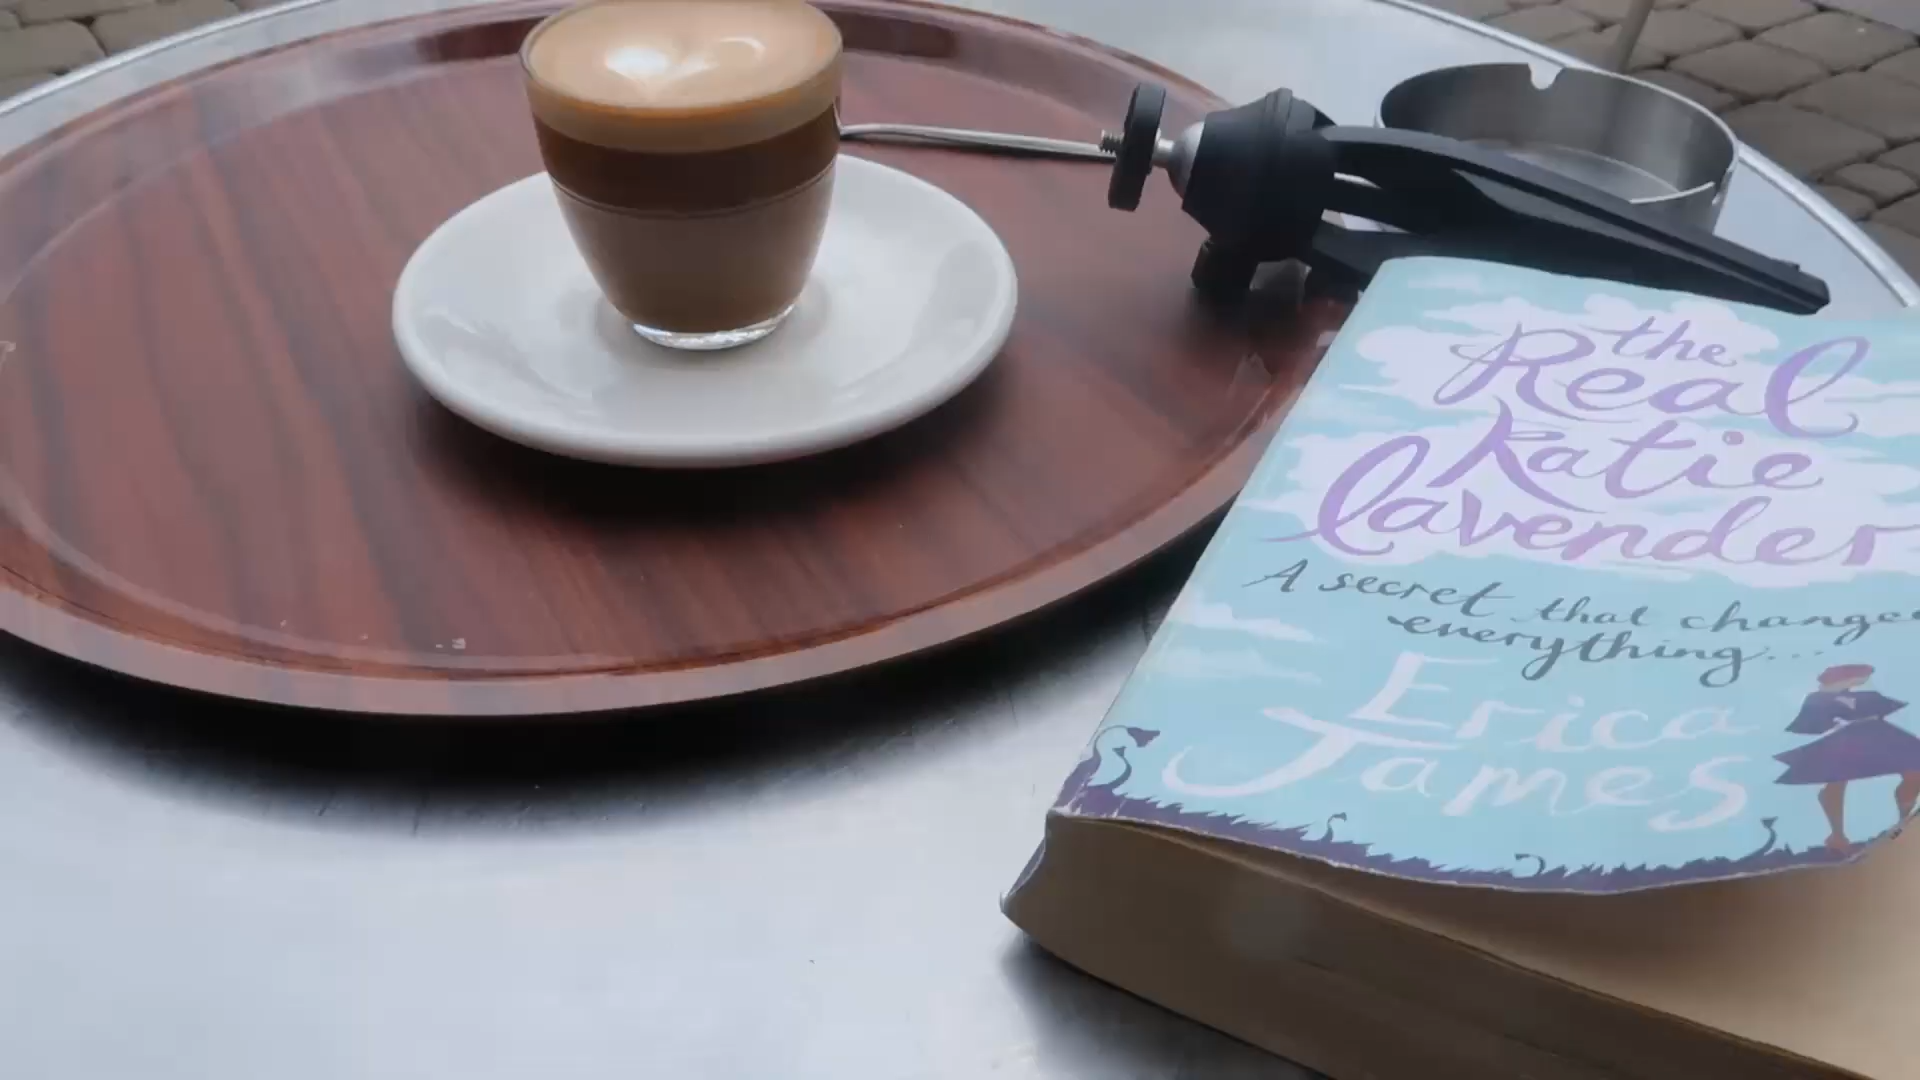 the
Real
Katie
Lavender
A secret that changes
everything...
Erica
James